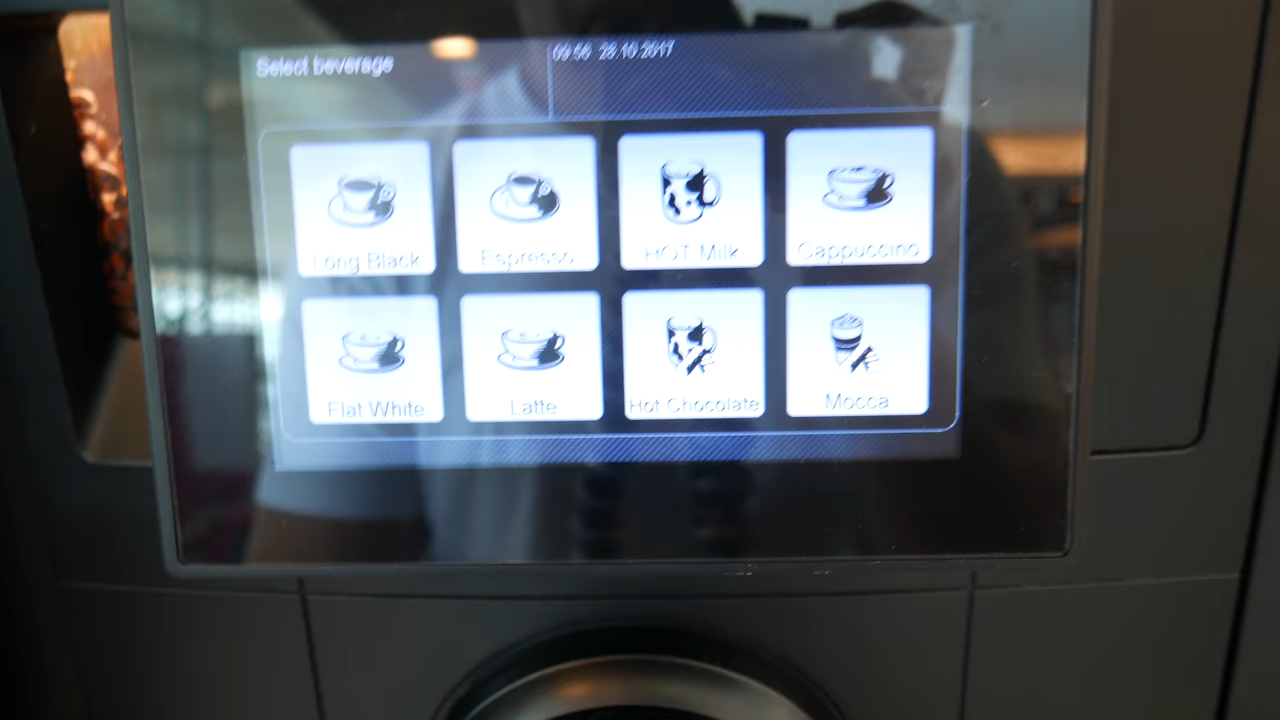 Select beverage
09:56 28.10.2017
Long Black
Espresso
HOT Milk
Cappuccino
Flat White
Latte
Hot Chocolate
Mocca